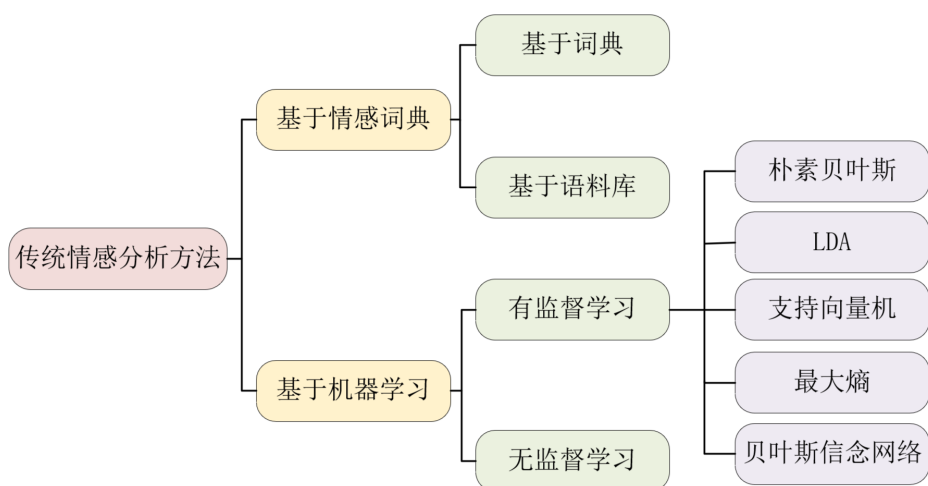 传统情感分析方法
基于情感词典
基于词典
基于语料库
基于机器学习
有监督学习
朴素贝叶斯
LDA
支持向量机
最大熵
贝叶斯信念网络
无监督学习